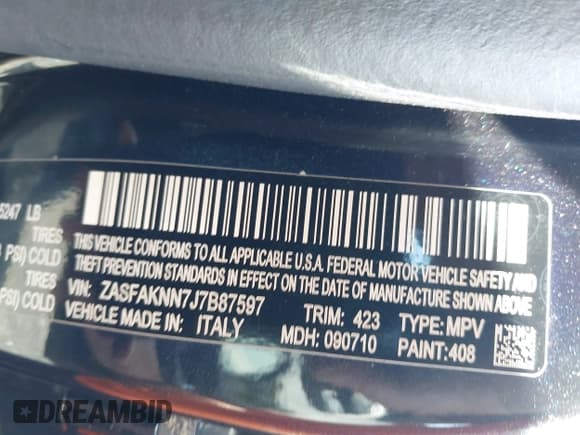 5247 LB
TIRES
PSI) COLD
TIRES
PSI) COLD
THIS VEHICLE CONFORMS TO ALL APPLICABLE U.S.A. FEDERAL MOTOR VEHICLE SAFETY AND
THEFT PREVENTION STANDARDS IN EFFECT ON THE DATE OF MANUFACTURE SHOWN ABOVE
VIN: ZASFAKNN7J7B87597 TRIM: 423 TYPE: MPV
VEHICLE MADE IN: ITALY MDH: 090710 PAINT: 408
DREAMBID